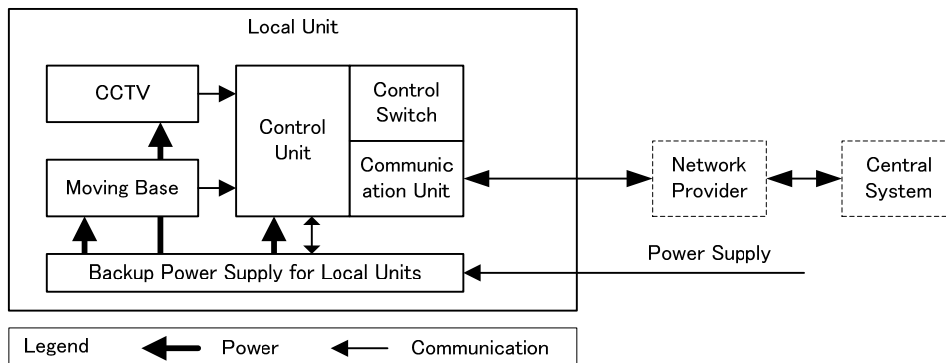 Local Unit
CCTV
Moving Base
Control
Unit
Control
Switch
Communic
ation Unit
Network
Provider
Central
System
Backup Power Supply for Local Units
Power Supply
Legend
Power
Communication